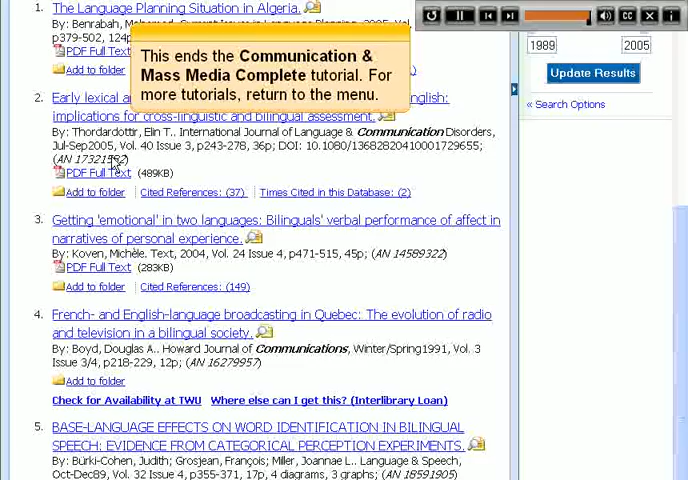 1. The Language Planning Situation in Algeria.
By: Benrabah, Mohamed. Current Issues in Language Planning, 2005, Vol.
p379-502, 124p
PDF Full Text
Add to folder
This ends the Communication &
Mass Media Complete tutorial. For
more tutorials, return to the menu.
CC
1989 2005
Update Results
« Search Options
2. Early lexical and English:
implications for cross-linguistic and bilingual assessment.
By: Thordardottir, Elin T.. International Journal of Language & Communication Disorders,
Jul-Sep2005, Vol. 40 Issue 3, p243-278, 36p; DOI: 10.1080/13682820410001729655;
(AN 17321562)
PDF Full Text (489KB)
Add to folder Cited References: (37) Times Cited in this Database: (2)
3. Getting 'emotional' in two languages: Bilinguals' verbal performance of affect in
narratives of personal experience.
By: Koven, Michèle. Text, 2004, Vol. 24 Issue 4, p471-515, 45p; (AN 14589322)
PDF Full Text (283KB)
Add to folder Cited References: (149)
4. French- and English-language broadcasting in Quebec: The evolution of radio
and television in a bilingual society.
By: Boyd, Douglas A.. Howard Journal of Communications, Winter/Spring1991, Vol. 3
Issue 3/4, p218-229, 12p; (AN 16279957)
Add to folder
Check for Availability at TWU Where else can I get this? (Interlibrary Loan)
5. BASE-LANGUAGE EFFECTS ON WORD IDENTIFICATION IN BILINGUAL
SPEECH: EVIDENCE FROM CATEGORICAL PERCEPTION EXPERIMENTS.
By: Bürki-Cohen, Judith; Grosjean, François; Miller, Joannae L.. Language & Speech,
Oct-Dec89, Vol. 32 Issue 4, p355-371, 17p, 4 diagrams, 3 graphs; (AN 18591905)